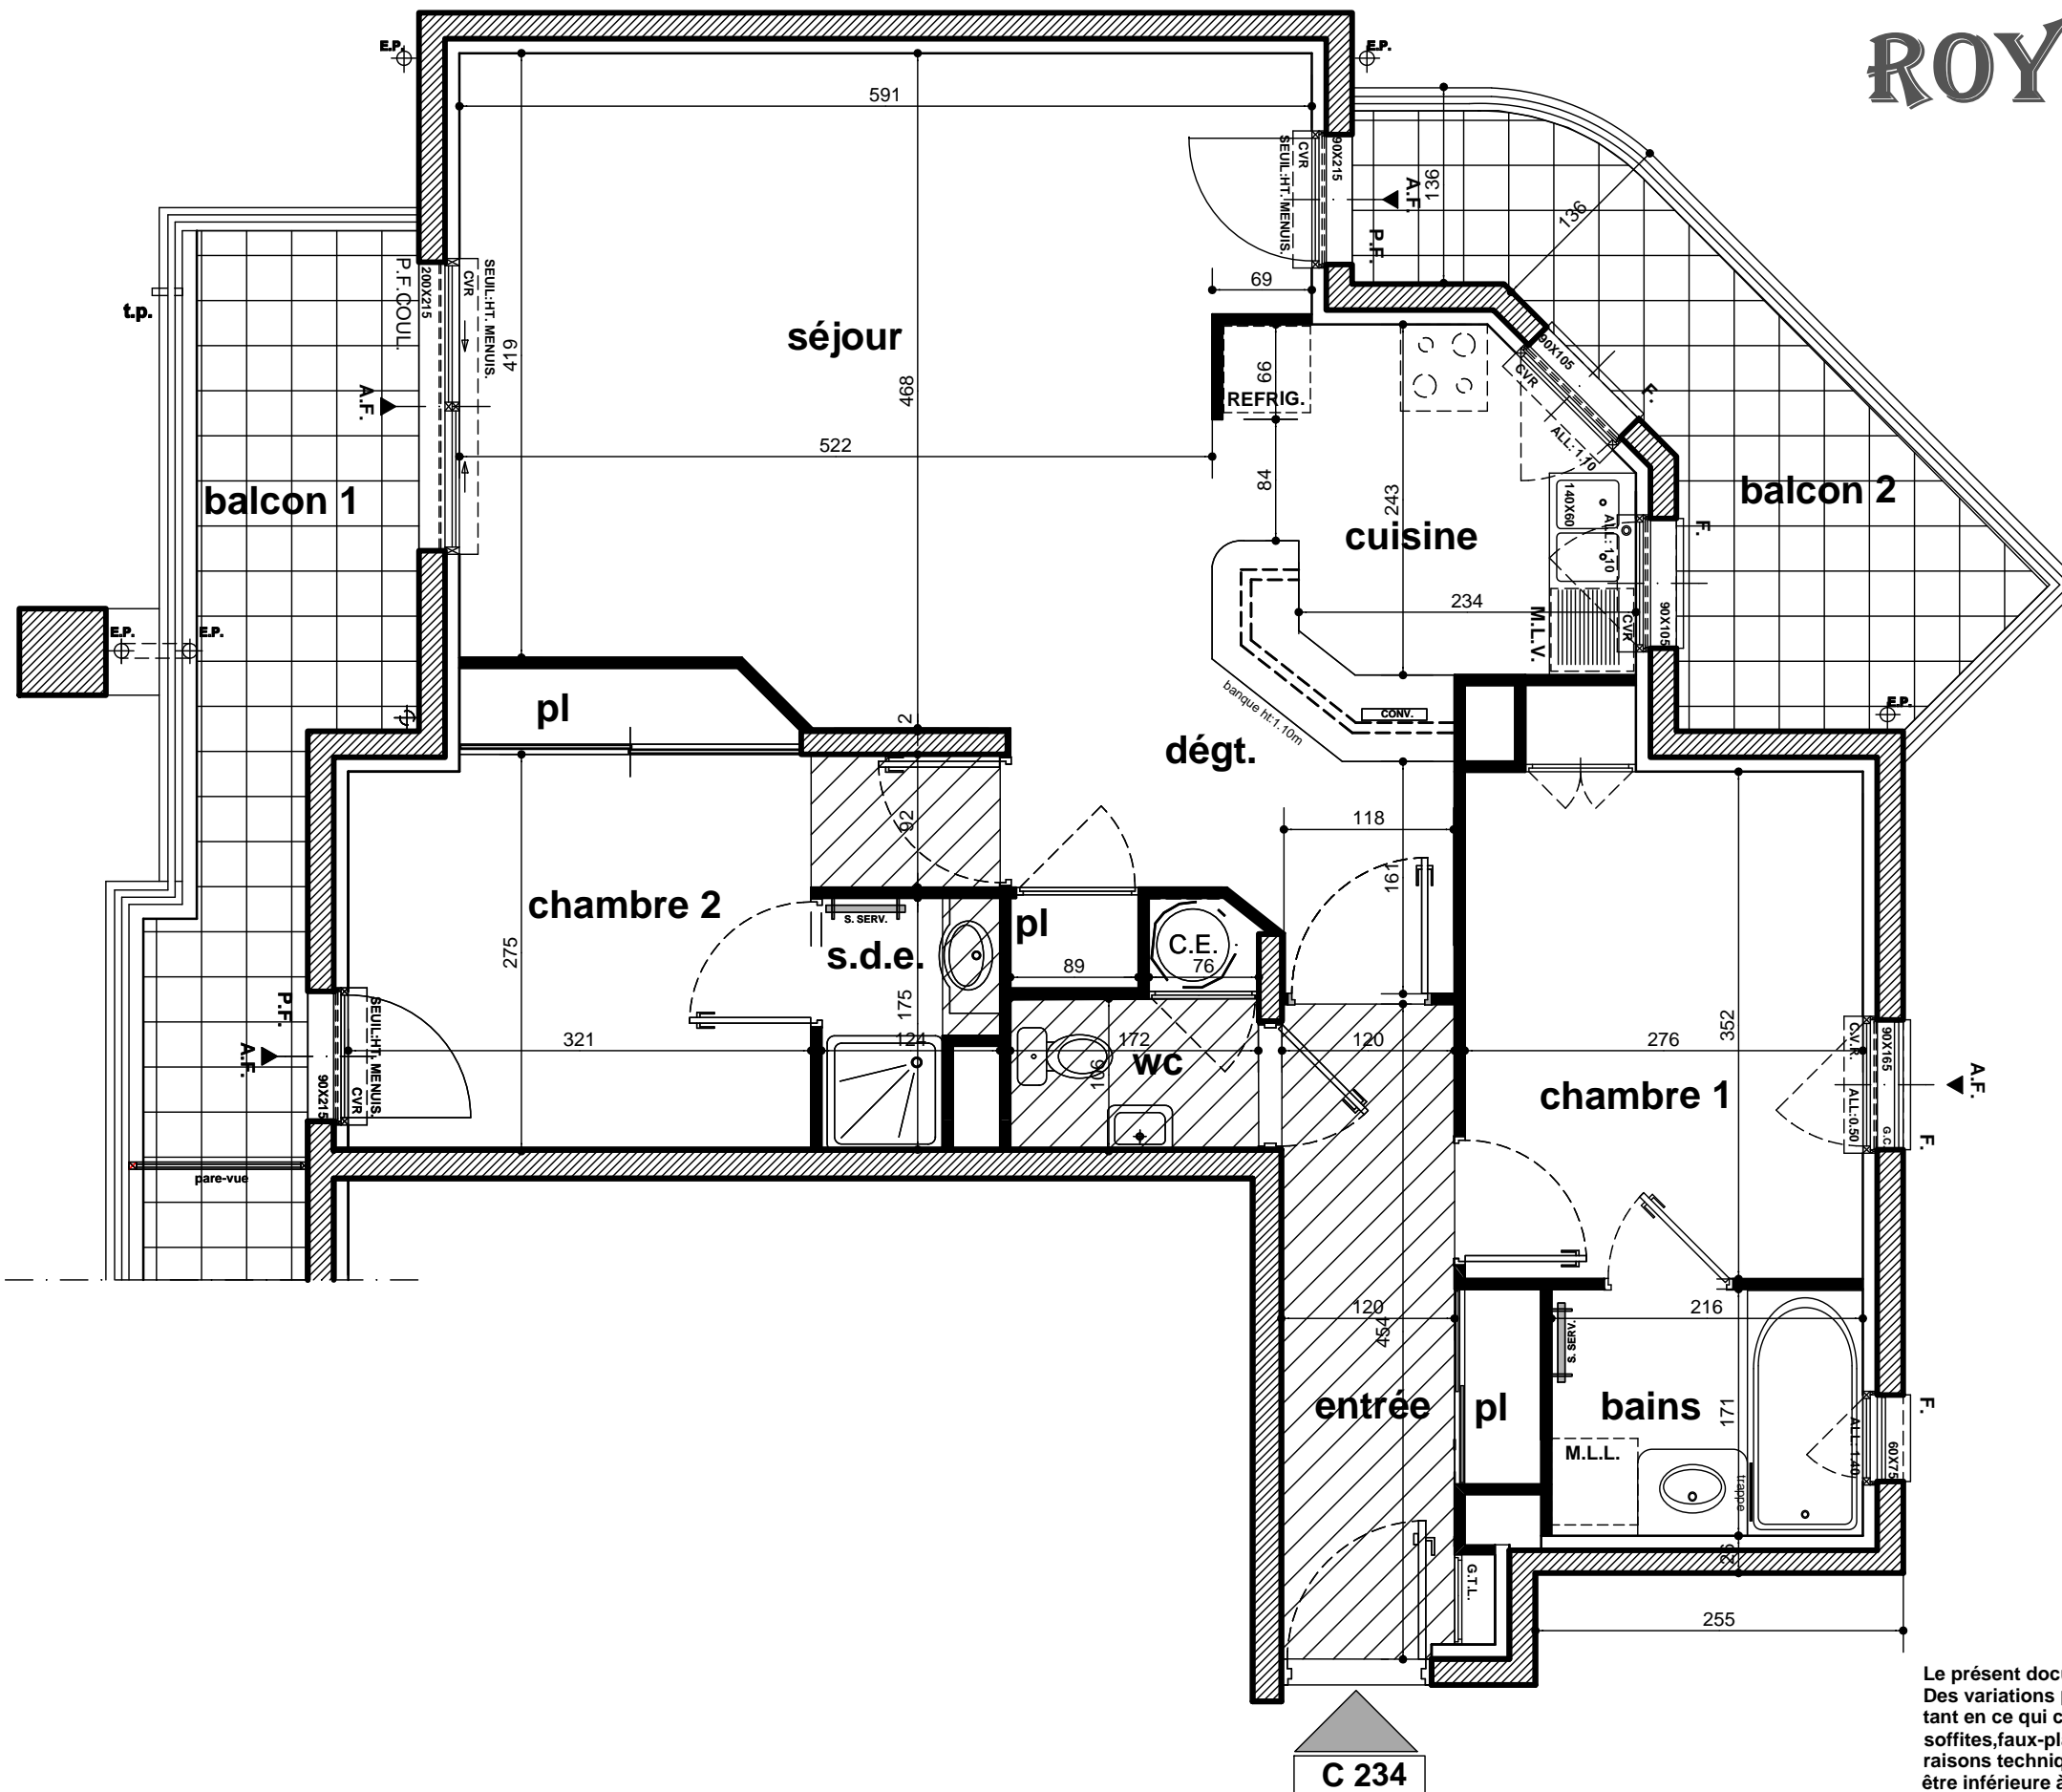 ROY
E.P.
E.P.
591
136
136
90X215
CVR
SEUIL:HT. MENUIS.
A.F.
P.F.
69
séjour
419
468
522
66
REFRIG.
84
243
cuisine
234
90X105
CVR
F.
ALL: 1.10
140X60
ALL: 1.10
M.L.V.
CVR
90X105
F.
balcon 2
E.P.
t.p.
P.F.COUL.
200X215
CVR
SEUIL:HT. MENUIS.
A.F.
balcon 1
E.P.
E.P.
pl
2
dégt.
banque ht:1.10m
CONV.
92
118
161
chambre 2
275
S. SERV.
s.d.e.
175
pl
89
C.E.
76
321
124
172
wc
106
120
276
352
chambre 1
C.V.R.
ALL:0.50
90X165
G.C
A.F.
F.
P.F.
A.F.
90X215
CVR
SEUIL:HT. MENUIS.
pare-vue
120
454
216
S. SERV.
entrée
pl
bains
171
M.L.L.
trappe
ALL: 1.40
60X75
F.
26
G.T.L.
255
C 234
Le présent docu
Des variations p
tant en ce qui c
soffites,faux-pla
raisons techniq
être inférieure à